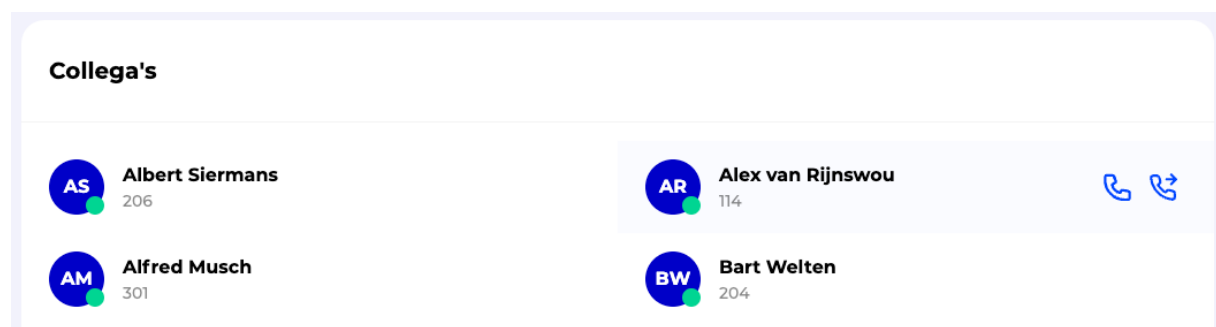 Collega's
AS
Albert Siermans
206
AR
Alex van Rijnswou
114
AM
Alfred Musch
301
BW
Bart Welten
204